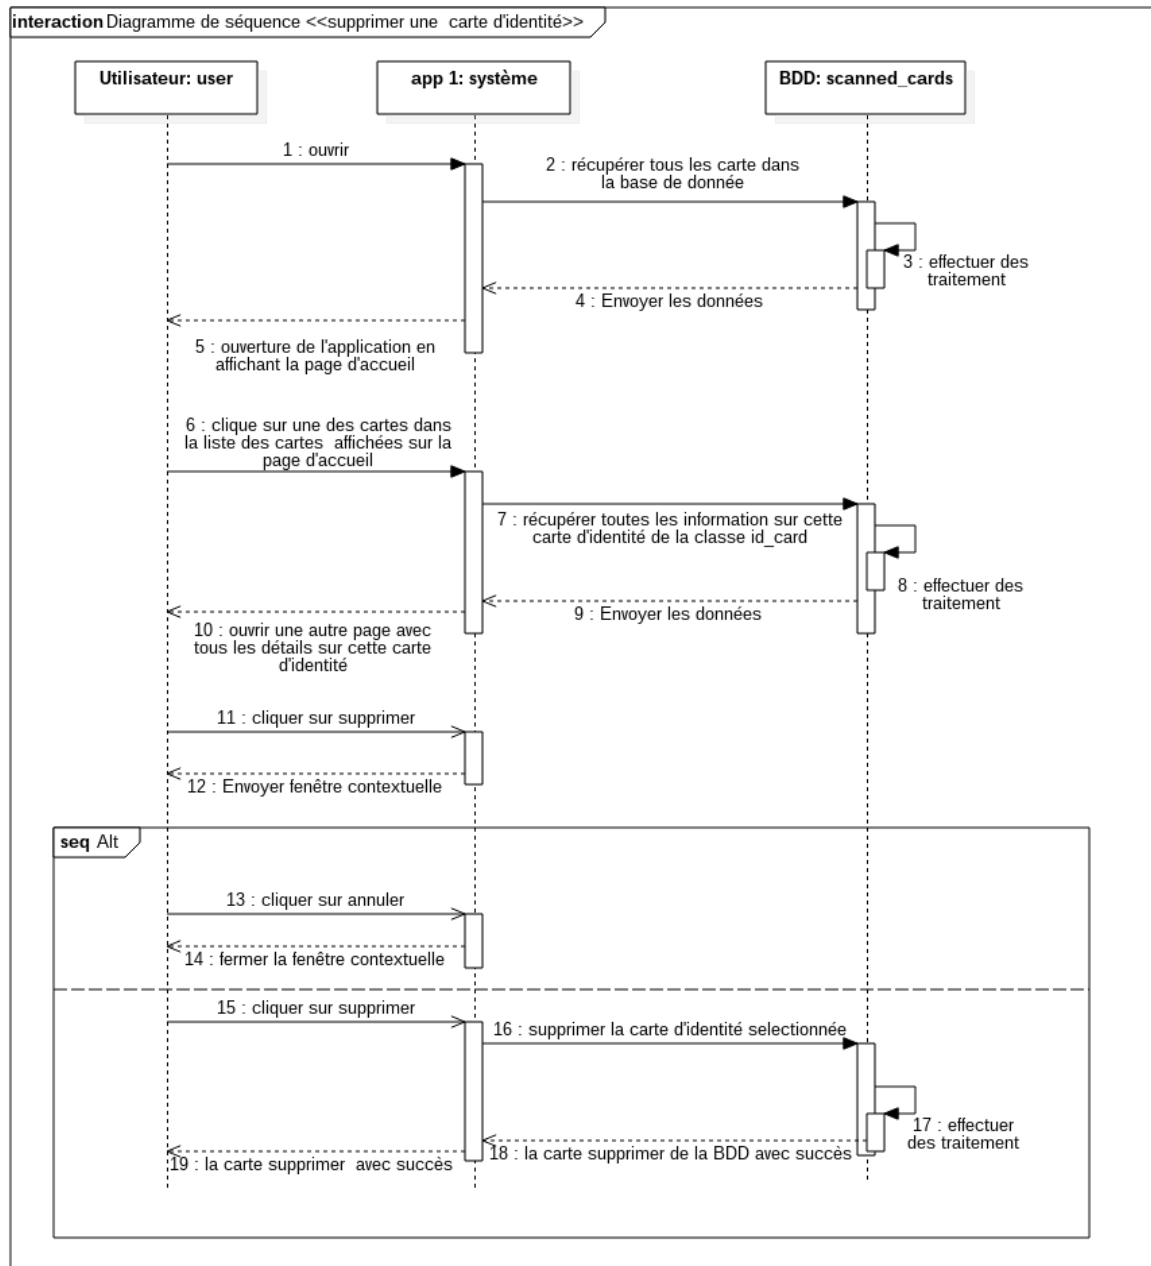 interaction Diagramme de séquence <<supprimer une  carte d'identité>>
Utilisateur: user
app 1: système
BDD: scanned_cards
1 : ouvrir
2 : récupérer tous les carte dans
la base de donnée
3 : effectuer des
traitement
4 : Envoyer les données
5 : ouverture de l'application en
affichant la page d'accueil
6 : clique sur une des cartes dans
la liste des cartes  affichées sur la
page d'accueil
7 : récupérer toutes les information sur cette
carte d'identité de la classe id_card
8 : effectuer des
traitement
9 : Envoyer les données
10 : ouvrir une autre page avec
tous les détails sur cette carte
d'identité
11 : cliquer sur supprimer
12 : Envoyer fenêtre contextuelle
seq Alt
13 : cliquer sur annuler
14 : fermer la fenêtre contextuelle
15 : cliquer sur supprimer
16 : supprimer la carte d'identité selectionnée
17 : effectuer
des traitement
18 : la carte supprimer de la BDD avec succès
19 : la carte supprimer  avec succès